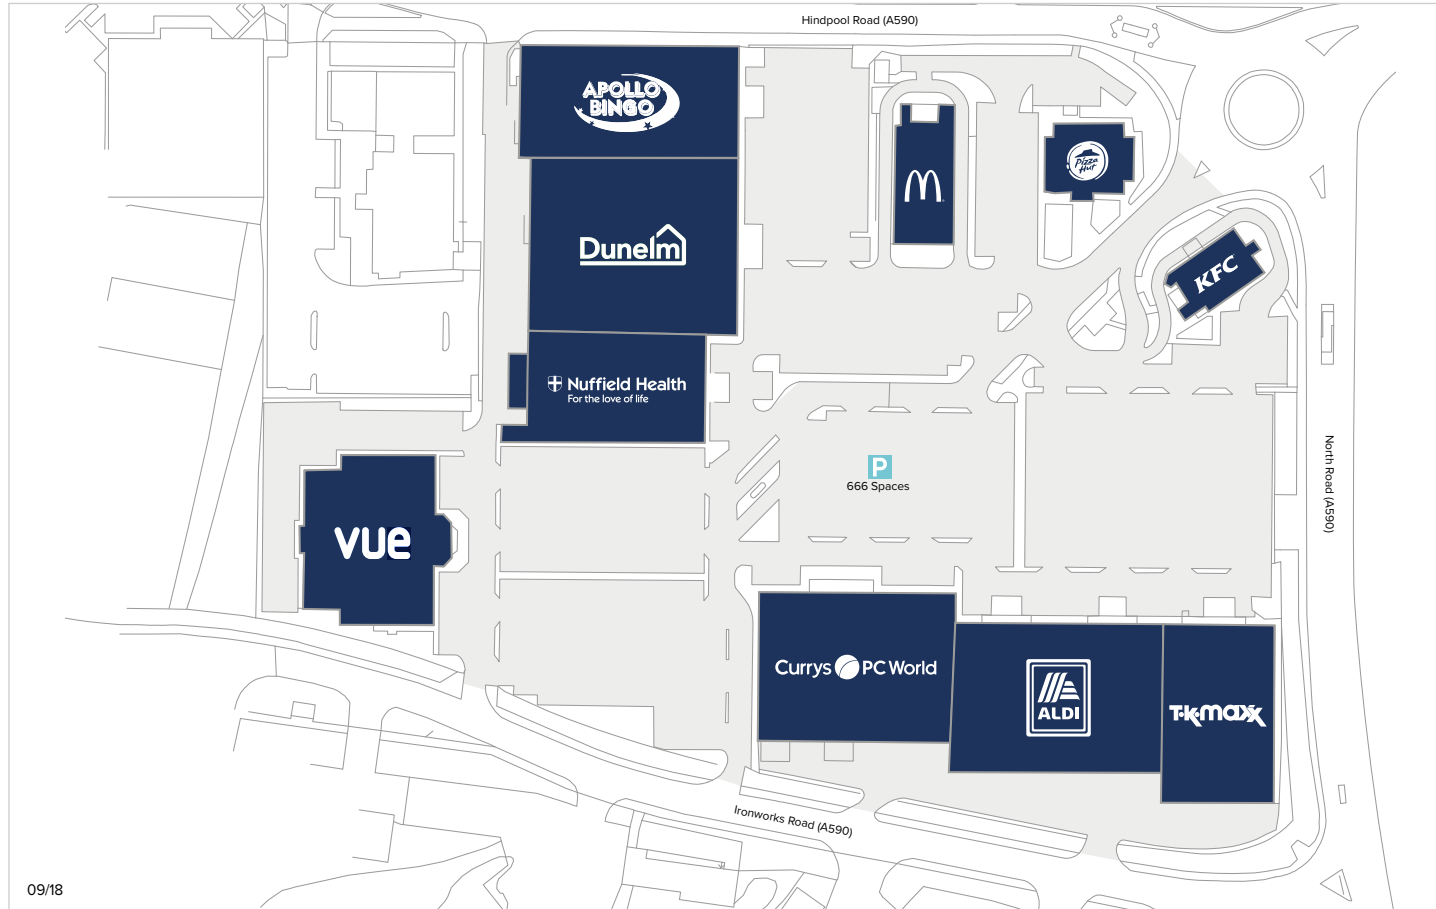 Hindpool Road (A590)
APOLLO
BINGO
Pizza
Hut
Dunelm
KFC
Nuffield Health
For the love of life
P
666 Spaces
North Road (A590)
vue
Currys PC World
ALDI
T·K·maxx
Ironworks Road (A590)
09/18